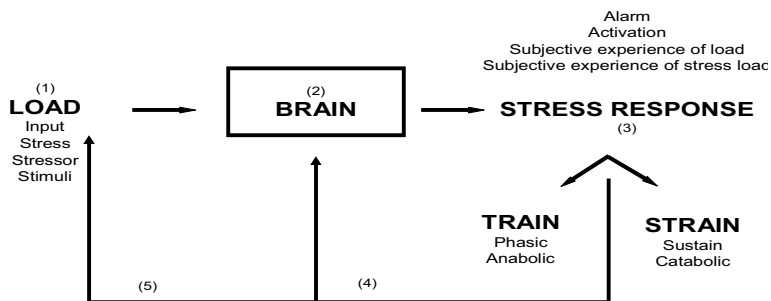 (1)
LOAD
Input
Stress
Stressor
Stimuli
(2)
BRAIN
Alarm
Activation
Subjective experience of load
Subjective experience of stress load
STRESS RESPONSE
(3)
TRAIN
Phasic
Anabolic
STRAIN
Sustain
Catabolic
(5)
(4)